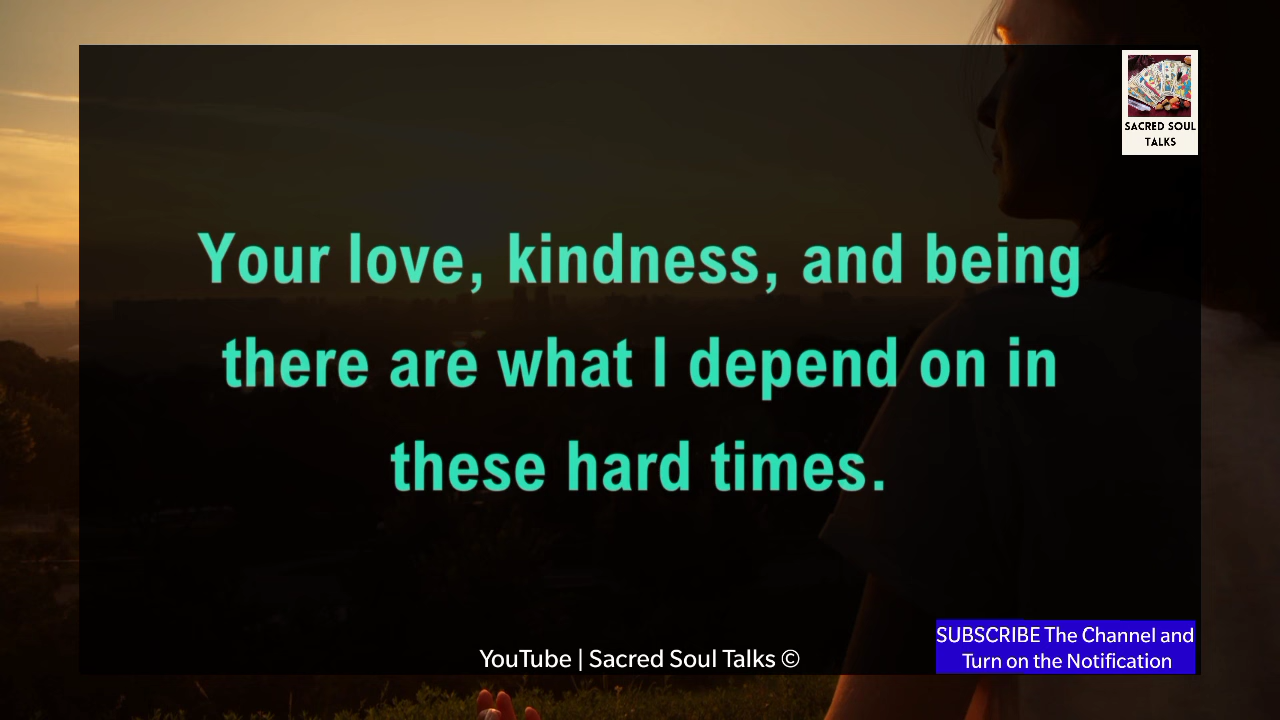 SACRED SOUL
TALKS
Your love, kindness, and being
there are what I depend on in
these hard times.
YouTube | Sacred Soul Talks ©
SUBSCRIBE The Channel and
Turn on the Notification